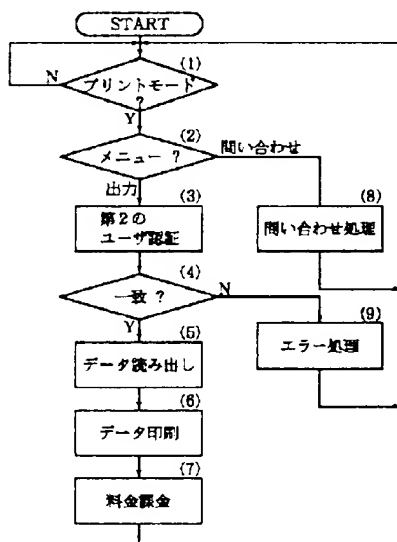 START
(1)
プリントモード
?
N
Y
(2)
メニュー ?
問い合わせ
出力
(3)
第2の
ユーザ認証
(8)
問い合わせ処理
(4)
一致 ?
N
Y
(5)
データ読み出し
(9)
エラー処理
(6)
データ印刷
(7)
料金課金